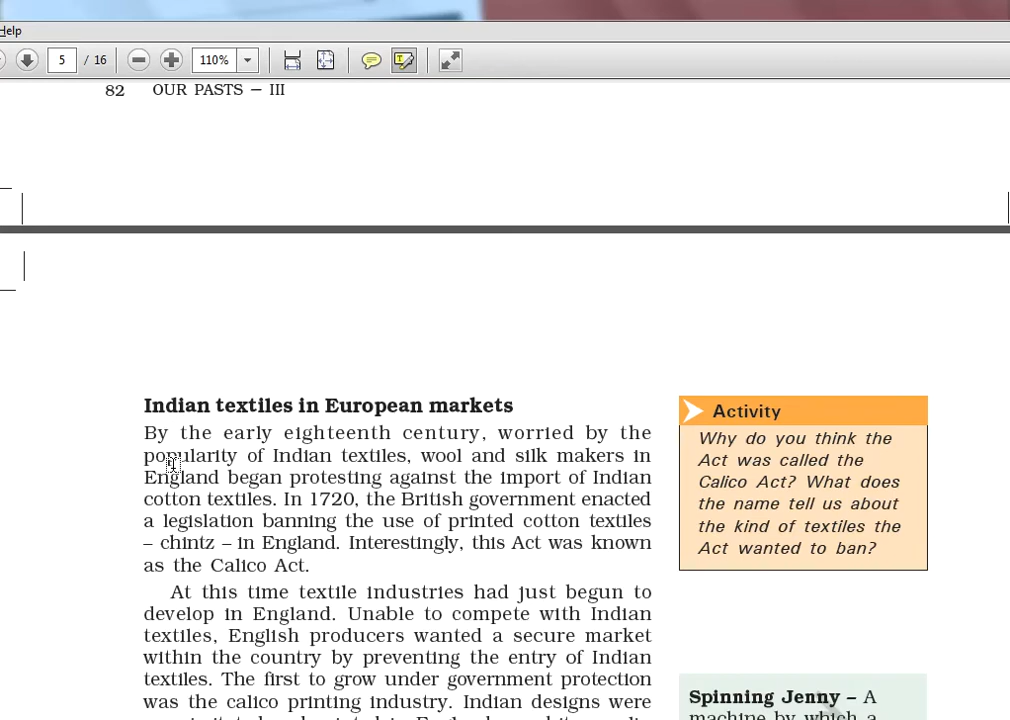 Help
5 / 16 110%
82 OUR PASTS – III
Indian textiles in European markets
By the early eighteenth century, worried by the
popularity of Indian textiles, wool and silk makers in
England began protesting against the import of Indian
cotton textiles. In 1720, the British government enacted
a legislation banning the use of printed cotton textiles
– chintz – in England. Interestingly, this Act was known
as the Calico Act.
At this time textile industries had just begun to
develop in England. Unable to compete with Indian
textiles, English producers wanted a secure market
within the country by preventing the entry of Indian
textiles. The first to grow under government protection
was the calico printing industry. Indian designs were
Activity
Why do you think the
Act was called the
Calico Act? What does
the name tell us about
the kind of textiles the
Act wanted to ban?
Spinning Jenny – A
machine by which a